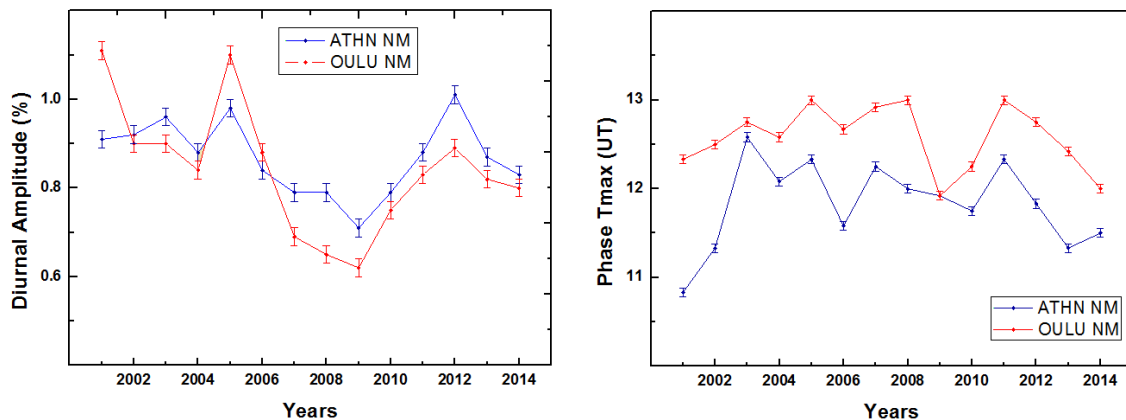 ATHN NM
OULU NM
1.0
0.8
0.6
Diurnal Amplitude (%)
2002 2004 2006 2008 2010 2012 2014
Years
13
12
11
Phase Tmax (UT)
ATHN NM
OULU NM
2002 2004 2006 2008 2010 2012 2014
Years